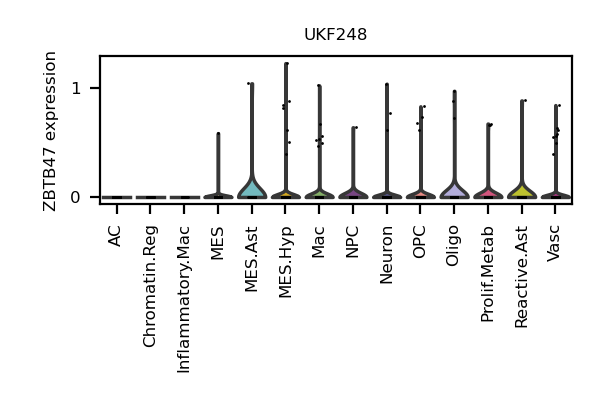 UKF248
ZBTB47 expression
1
0
AC
Chromatin.Reg
Inflammatory.Mac
MES
MES.Ast
MES.Hyp
Mac
NPC
Neuron
OPC
Oligo
Prolif.Metab
Reactive.Ast
Vasc